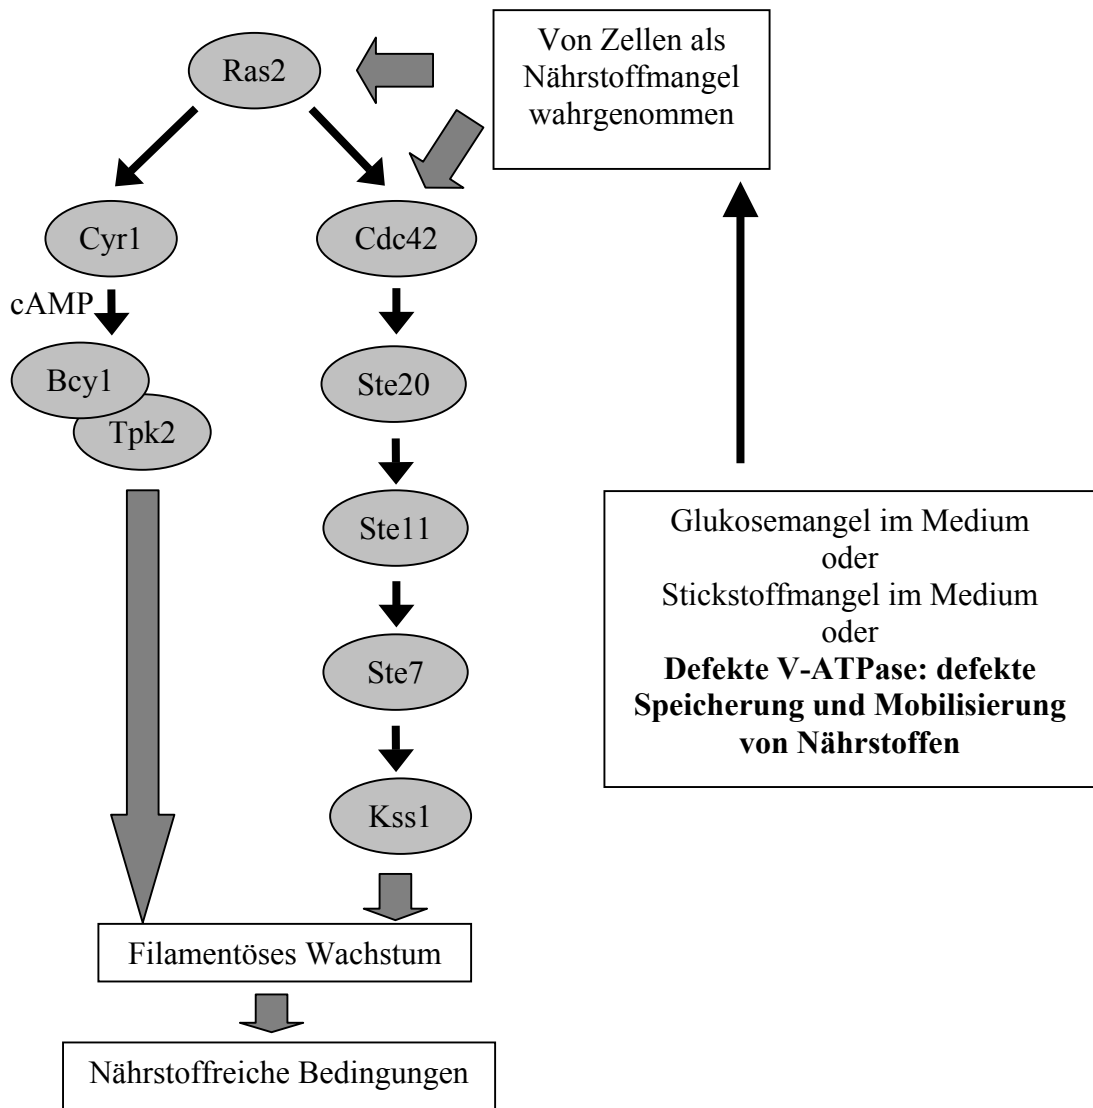 Ras2
Von Zellen als
Nährstoffmangel
wahrgenommen
Cyr1
Cdc42
cAMP
Bcy1
Tpk2
Ste20
Ste11
Ste7
Kss1
Glukosemangel im Medium
oder
Stickstoffmangel im Medium
oder
Defekte V-ATPase: defekte
Speicherung und Mobilisierung
von Nährstoffen
Filamentöses Wachstum
Nährstoffreiche Bedingungen